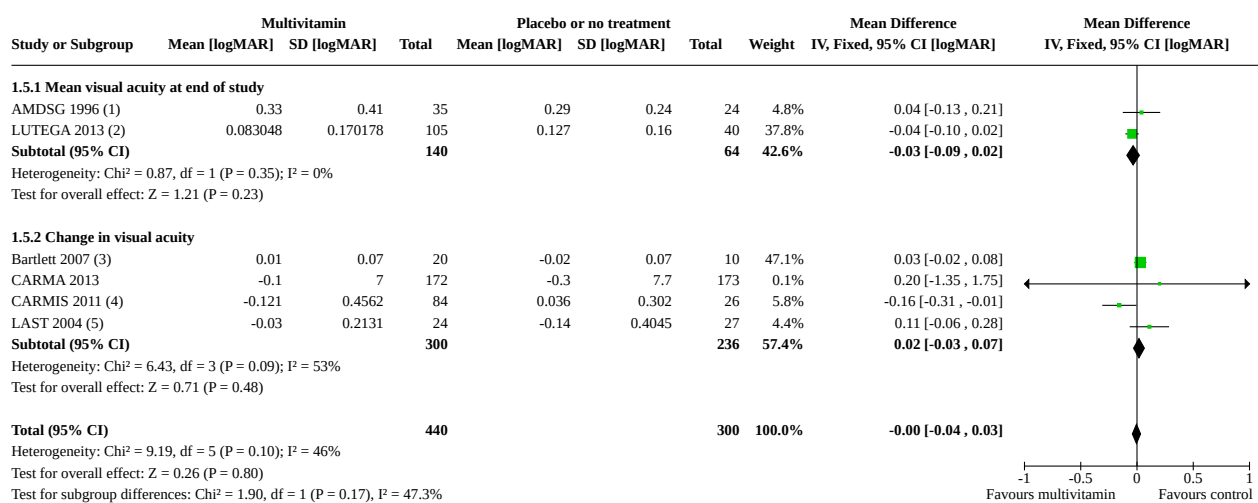 Multivitamin Placebo or no treatment Mean Difference Mean Difference
Study or Subgroup Mean [logMAR] SD [logMAR] Total Mean [logMAR] SD [logMAR] Total Weight IV, Fixed, 95% CI [logMAR] IV, Fixed, 95% CI [logMAR]
1.5.1 Mean visual acuity at end of study
AMDSG 1996 (1) 0.33 0.41 35 0.29 0.24 24 4.8% 0.04 [-0.13 , 0.21]
LUTEGA 2013 (2) 0.083048 0.170178 105 0.127 0.16 40 37.8% -0.04 [-0.10 , 0.02]
Subtotal (95% CI) 140 64 42.6% -0.03 [-0.09 , 0.02]
Heterogeneity: Chi² = 0.87, df = 1 (P = 0.35); I² = 0%
Test for overall effect: Z = 1.21 (P = 0.23)
1.5.2 Change in visual acuity
Bartlett 2007 (3) 0.01 0.07 20 -0.02 0.07 10 47.1% 0.03 [-0.02 , 0.08]
CARMA 2013 -0.1 7 172 -0.3 7.7 173 0.1% 0.20 [-1.35 , 1.75]
CARMIS 2011 (4) -0.121 0.4562 84 0.036 0.302 26 5.8% -0.16 [-0.31 , -0.01]
LAST 2004 (5) -0.03 0.2131 24 -0.14 0.4045 27 4.4% 0.11 [-0.06 , 0.28]
Subtotal (95% CI) 300 236 57.4% 0.02 [-0.03 , 0.07]
Heterogeneity: Chi² = 6.43, df = 3 (P = 0.09); I² = 53%
Test for overall effect: Z = 0.71 (P = 0.48)
Total (95% CI) 440 300 100.0% -0.00 [-0.04 , 0.03]
Heterogeneity: Chi² = 9.19, df = 5 (P = 0.10); I² = 46%
Test for overall effect: Z = 0.26 (P = 0.80)
Test for subgroup differences: Chi² = 1.90, df = 1 (P = 0.17), I² = 47.3%
-1 -0.5 0 0.5 1
Favours multivitamin Favours control